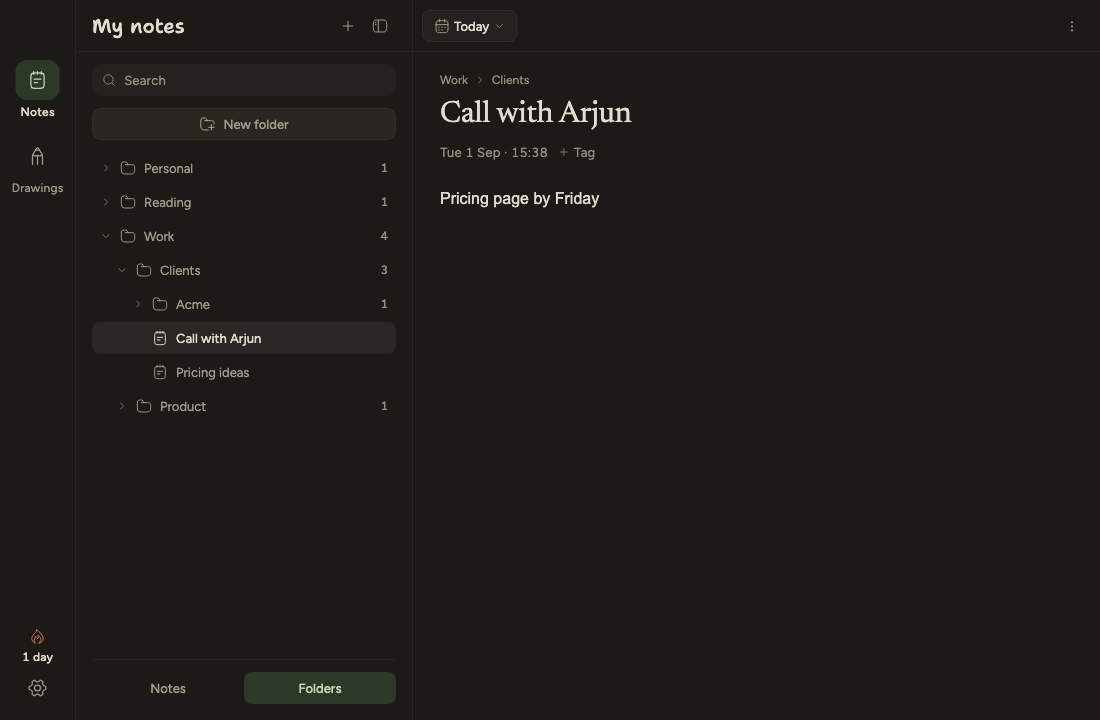 My notes
Today
Search
New folder
Notes
Drawings
Personal 1
Reading 1
Work 4
Clients 3
Acme 1
Call with Arjun
Pricing ideas
Product 1
Work > Clients
Call with Arjun
Tue 1 Sep · 15:38 + Tag
Pricing page by Friday
1 day
Notes Folders